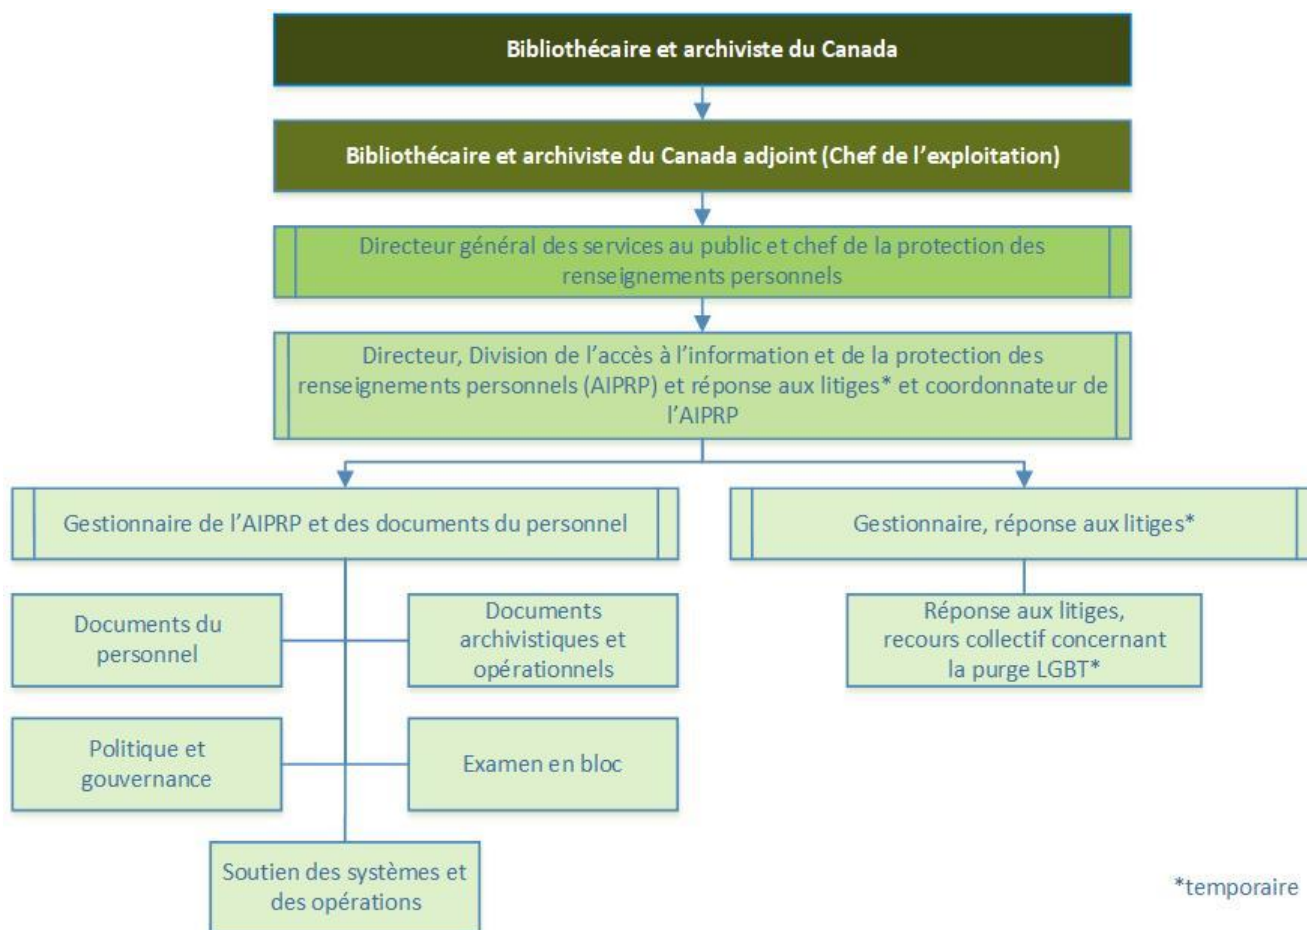 Bibliothécaire et archiviste du Canada
Bibliothécaire et archiviste du Canada adjoint (Chef de l'exploitation)
Directeur général des services au public et chef de la protection des
renseignements personnels
Directeur, Division de l'accès à l'information et de la protection des
renseignements personnels (AIPRP) et réponse aux litiges* et coordonnateur de
l'AIPRP
Gestionnaire de l'AIPRP et des documents du personnel
Gestionnaire, réponse aux litiges*
Documents du
personnel
Documents
archivistiques et
opérationnels
Réponse aux litiges,
recours collectif concernant
la purge LGBT*
Politique et
gouvernance
Examen en bloc
Soutien des systèmes et
des opérations
*temporaire